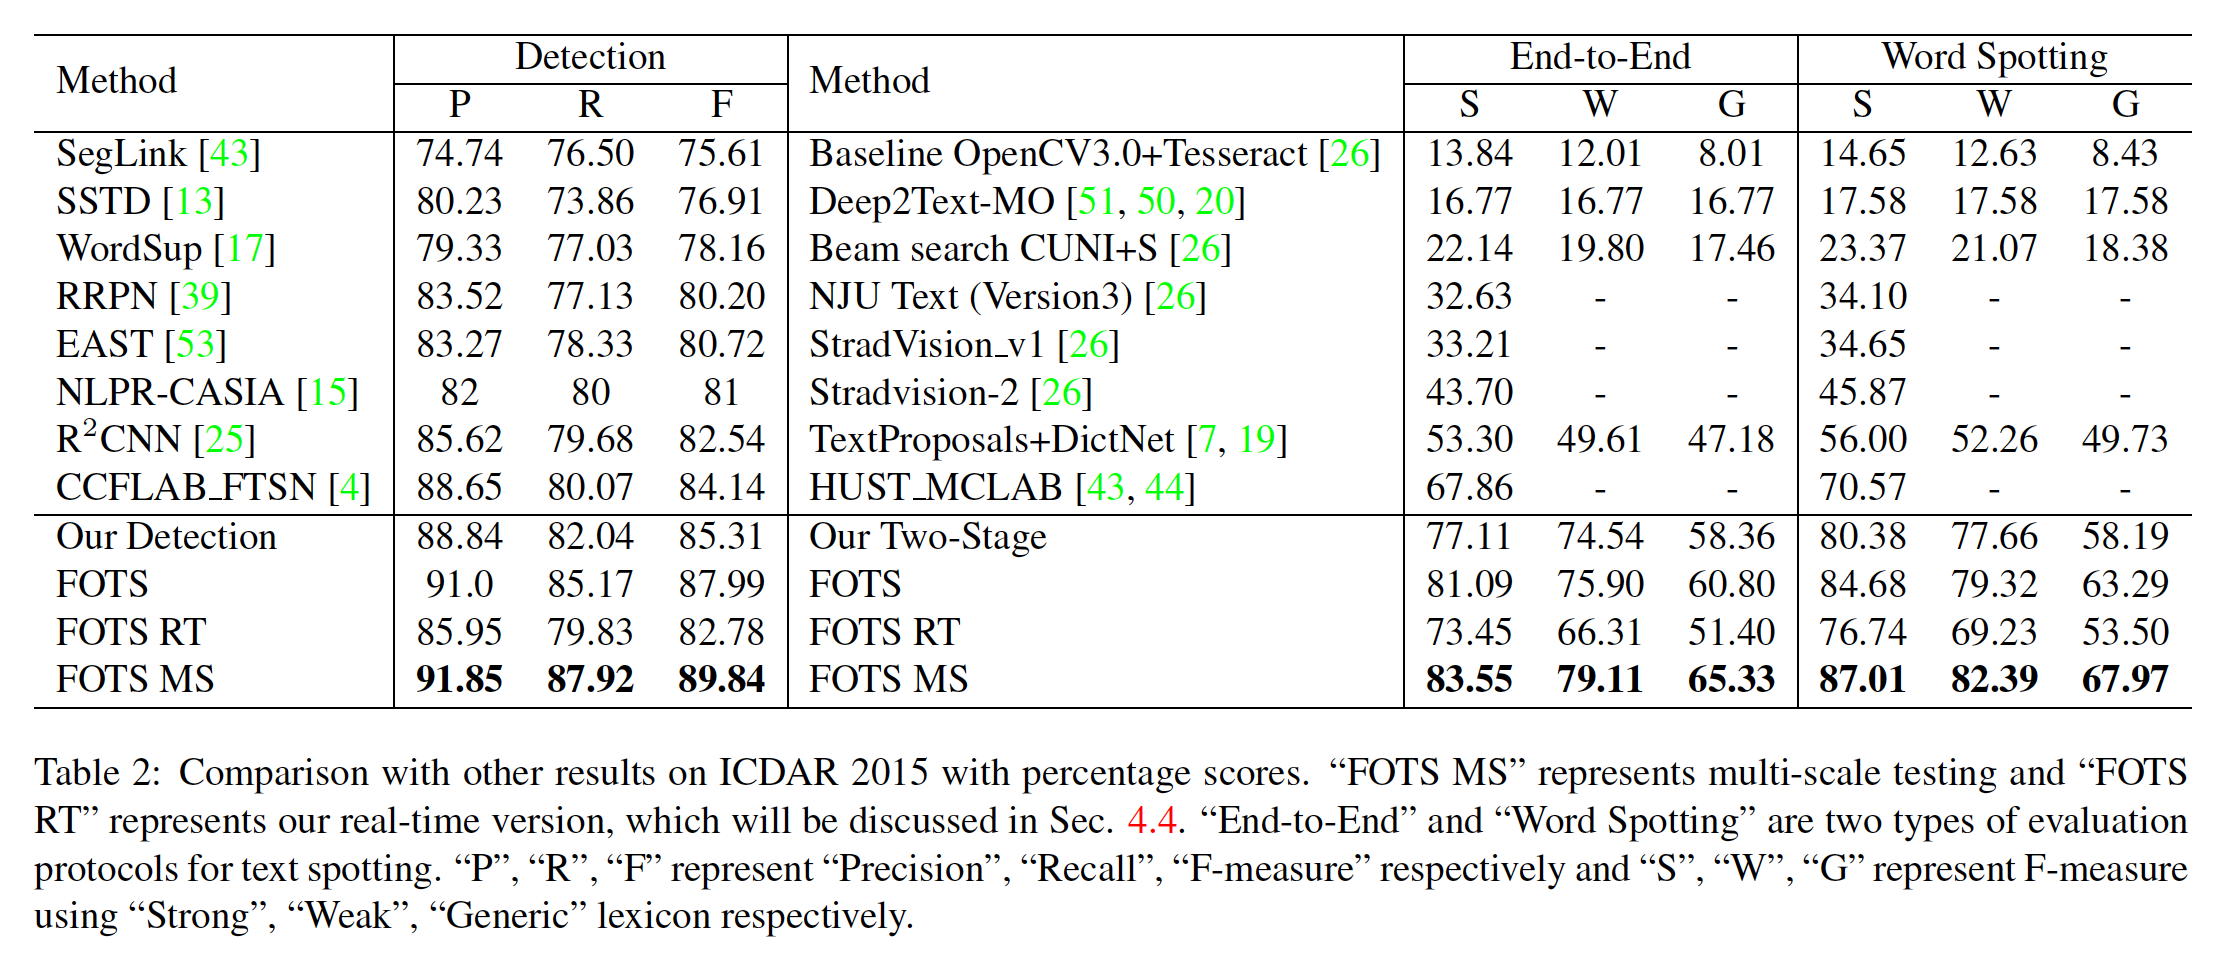 Method Detection Method End-to-End Word Spotting
P R F S W G S W G
SegLink [43] 74.74 76.50 75.61 Baseline OpenCV3.0+Tesseract [26] 13.84 12.01 8.01 14.65 12.63 8.43
SSTD [13] 80.23 73.86 76.91 Deep2Text-MO [51, 50, 20] 16.77 16.77 16.77 17.58 17.58 17.58
WordSup [17] 79.33 77.03 78.16 Beam search CUNI+S [26] 22.14 19.80 17.46 23.37 21.07 18.38
RRPN [39] 83.52 77.13 80.20 NJU Text (Version3) [26] 32.63 - - 34.10 - -
EAST [53] 83.27 78.33 80.72 StradVision_v1 [26] 33.21 - - 34.65 - -
NLPR-CASIA [15] 82 80 81 Stradvision-2 [26] 43.70 - - 45.87 - -
R²CNN [25] 85.62 79.68 82.54 TextProposals+DictNet [7, 19] 53.30 49.61 47.18 56.00 52.26 49.73
CCFLAB_FTSN [4] 88.65 80.07 84.14 HUST_MCLAB [43, 44] 67.86 - - 70.57 - -
Our Detection 88.84 82.04 85.31 Our Two-Stage 77.11 74.54 58.36 80.38 77.66 58.19
FOTS 91.0 85.17 87.99 FOTS 81.09 75.90 60.80 84.68 79.32 63.29
FOTS RT 85.95 79.83 82.78 FOTS RT 73.45 66.31 51.40 76.74 69.23 53.50
FOTS MS 91.85 87.92 89.84 FOTS MS 83.55 79.11 65.33 87.01 82.39 67.97
Table 2: Comparison with other results on ICDAR 2015 with percentage scores. “FOTS MS” represents multi-scale testing and “FOTS
RT” represents our real-time version, which will be discussed in Sec. 4.4. “End-to-End” and “Word Spotting” are two types of evaluation
protocols for text spotting. “P”, “R”, “F” represent “Precision”, “Recall”, “F-measure” respectively and “S”, “W”, “G” represent F-measure
using “Strong”, “Weak”, “Generic” lexicon respectively.